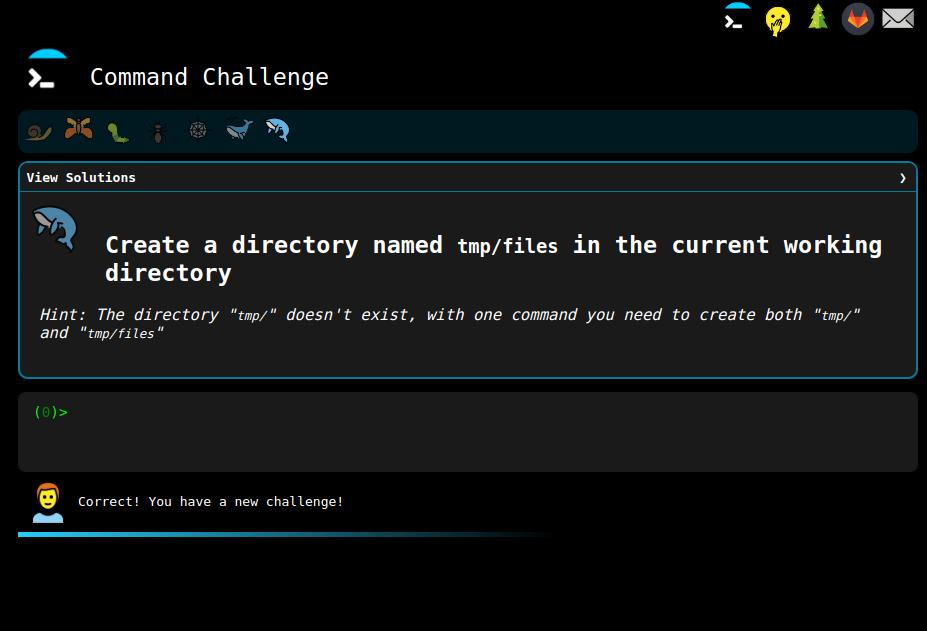 Command Challenge
View Solutions ❯
Create a directory named tmp/files in the current working
directory
Hint: The directory "tmp/" doesn't exist, with one command you need to create both "tmp/"
and "tmp/files"
(0)>
Correct! You have a new challenge!